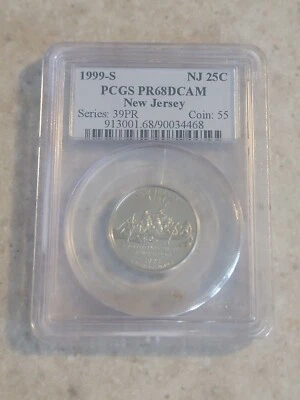 1999-S NJ 25C
PCGS PR68DCAM
New Jersey
Series: 39PR Coin: 55
913001.68/90034468